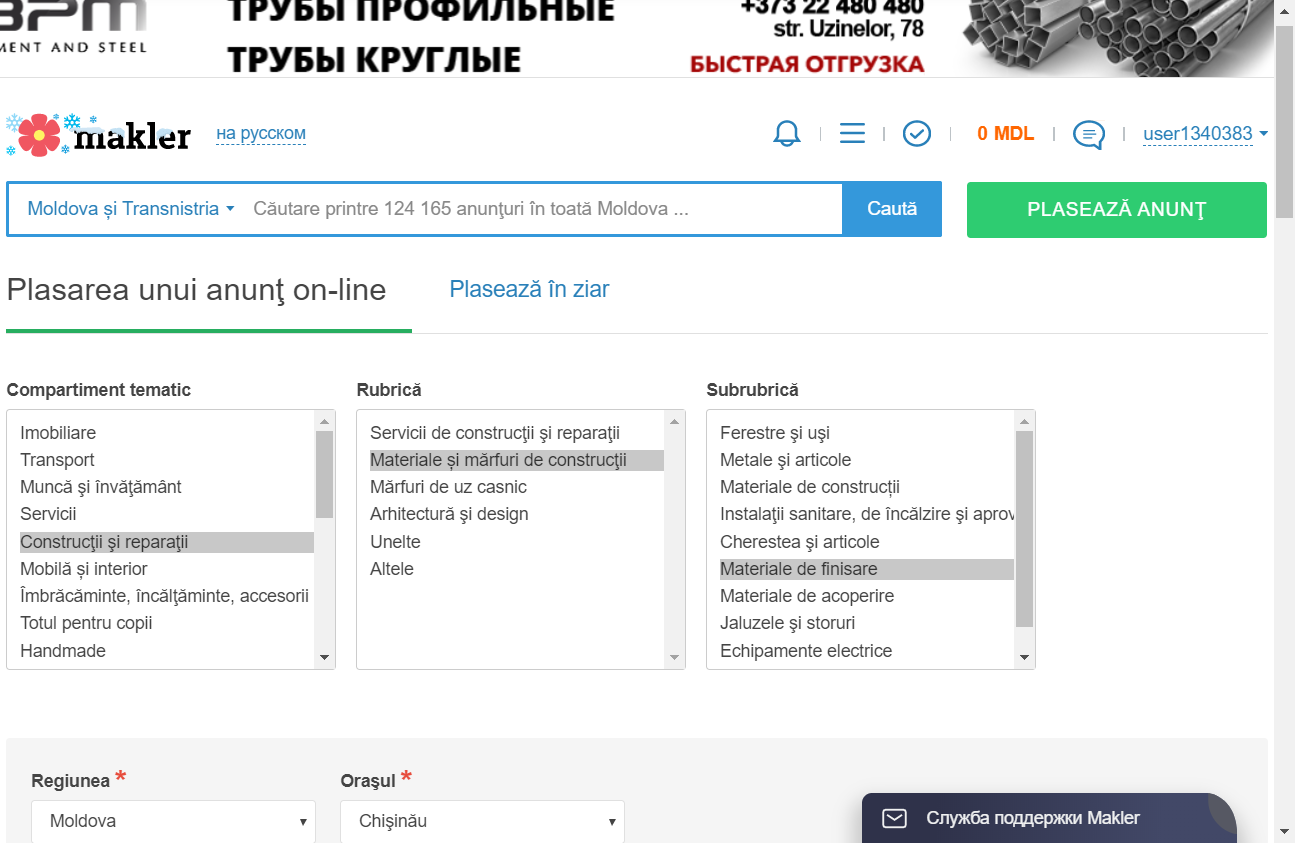 ТРУБЫ ПРОФИЛЬНЫЕ
+373 22 480 480
str. Uzinelor, 78
MENT AND STEEL
ТРУБЫ КРУГЛЫЕ
БЫСТРАЯ ОТГРУЗКА
makler
на русском
0 MDL
user1340383
Moldova și Transnistria
Căutare printre 124 165 anunţuri în toată Moldova ...
Caută
PLASEAZĂ ANUNŢ
Plasarea unui anunţ on-line
Plasează în ziar
Compartiment tematic
Imobiliare
Transport
Muncă şi învăţământ
Servicii
Construcţii şi reparaţii
Mobilă și interior
Îmbrăcăminte, încălţăminte, accesorii
Totul pentru copii
Handmade
Rubrică
Servicii de construcţii şi reparaţii
Materiale și mărfuri de construcţii
Mărfuri de uz casnic
Arhitectură şi design
Unelte
Altele
Subrubrică
Ferestre şi uşi
Metale şi articole
Materiale de construcții
Instalaţii sanitare, de încălzire şi aprov
Cherestea şi articole
Materiale de finisare
Materiale de acoperire
Jaluzele şi storuri
Echipamente electrice
Regiunea *
Moldova
Oraşul *
Chişinău
Служба поддержки Makler